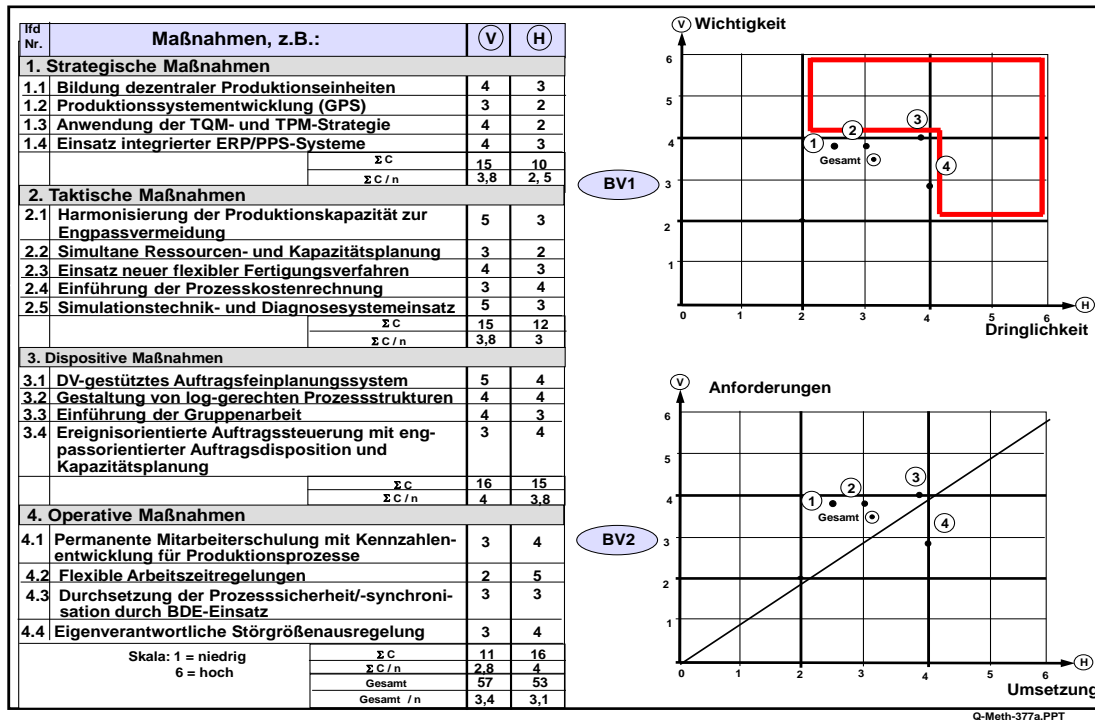 lfd Nr. Maßnahmen, z.B.: V H
1. Strategische Maßnahmen
1.1 Bildung dezentraler Produktionseinheiten 4 3
1.2 Produktionssystementwicklung (GPS) 3 2
1.3 Anwendung der TQM- und TPM-Strategie 4 2
1.4 Einsatz integrierter ERP/PPS-Systeme 4 3
Σ C 15 10
Σ C / n 3,8 2, 5
2. Taktische Maßnahmen
2.1 Harmonisierung der Produktionskapazität zur
Engpassvermeidung 5 3
2.2 Simultane Ressourcen- und Kapazitätsplanung 3 2
2.3 Einsatz neuer flexibler Fertigungsverfahren 4 3
2.4 Einführung der Prozesskostenrechnung 3 4
2.5 Simulationstechnik- und Diagnosesystemeinsatz 5 3
Σ C 15 12
Σ C / n 3,8 3
3. Dispositive Maßnahmen
3.1 DV-gestütztes Auftragsfeinplanungssystem 5 4
3.2 Gestaltung von log-gerechten Prozessstrukturen 4 4
3.3 Einführung der Gruppenarbeit 4 3
3.4 Ereignisorientierte Auftragssteuerung mit eng- 3 4
passorientierter Auftragsdisposition und
Kapazitätsplanung
Σ C 16 15
Σ C / n 4 3,8
4. Operative Maßnahmen
4.1 Permanente Mitarbeiterschulung mit Kennzahlen-
entwicklung für Produktionsprozesse 3 4
4.2 Flexible Arbeitszeitregelungen 2 5
4.3 Durchsetzung der Prozesssicherheit/-synchroni- 3 3
sation durch BDE-Einsatz
4.4 Eigenverantwortliche Störgrößenausregelung 3 4
Skala: 1 = niedrig
6 = hoch
Σ C 11 16
Σ C / n 2,8 4
Gesamt 57 53
Gesamt / n 3,4 3,1
BV1
V Wichtigkeit
6
5
4
3
2
1
1 2 3 4
Gesamt
0 1 2 3 4 5 6
H
Dringlichkeit
BV2
V Anforderungen
6
5
4
3
2
1
1 2 3 4
Gesamt
0 1 2 3 4 5 6
H
Umsetzung
Q-Meth-377a.PPT